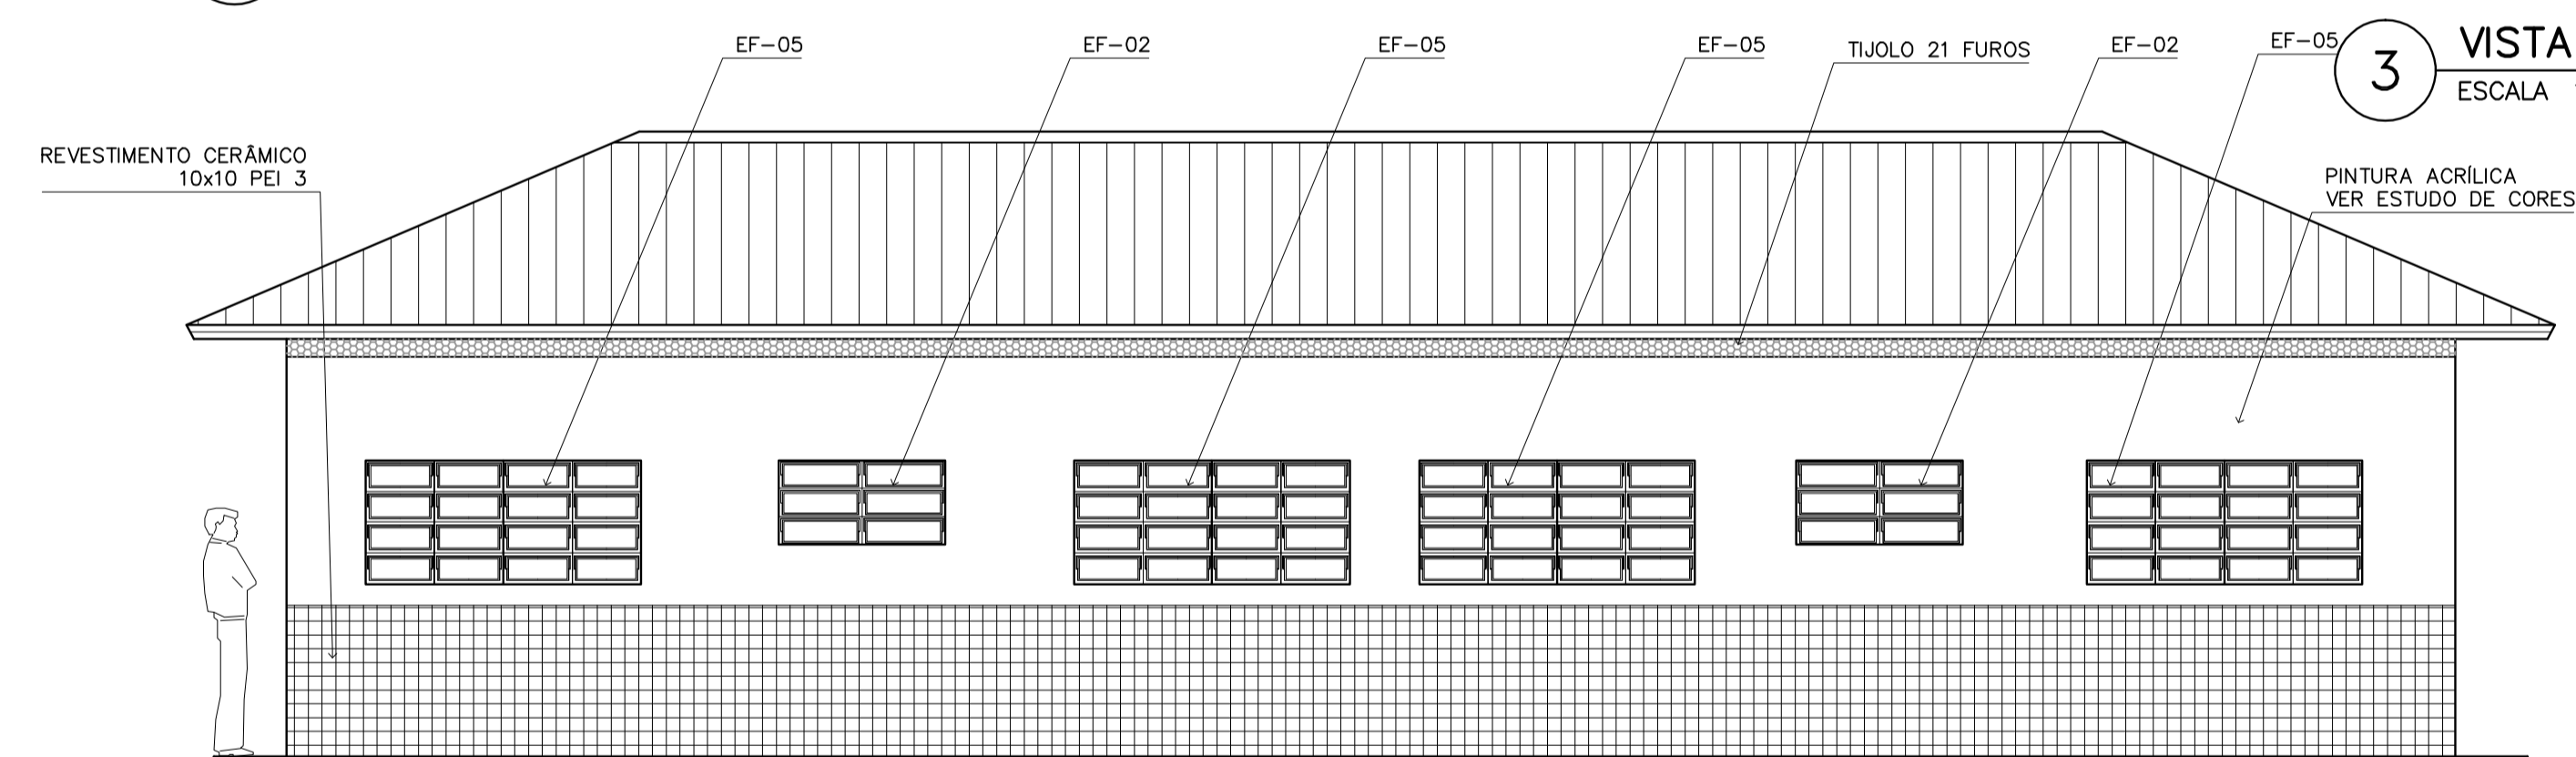 EF-05
EF-02
EF-05
EF-05
TIJOLO 21 FUROS
EF-02
EF-05
3
VISTA
ESCALA
REVESTIMENTO CERÂMICO
10x10 PEI 3
PINTURA ACRÍLICA
VER ESTUDO DE CORES